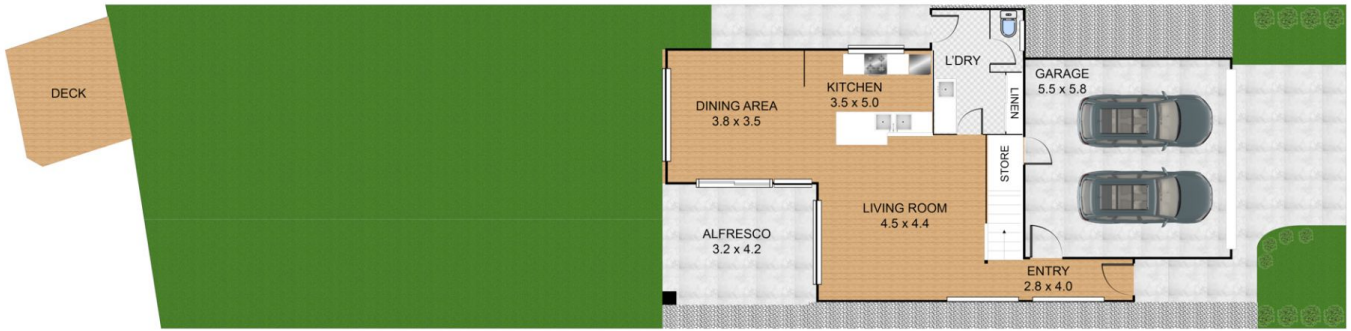 DECK
DINING AREA
3.8 x 3.5
KITCHEN
3.5 x 5.0
L'DRY
LINEN
GARAGE
5.5 x 5.8
STORE
ALFRESCO
3.2 x 4.2
LIVING ROOM
4.5 x 4.4
ENTRY
2.8 x 4.0